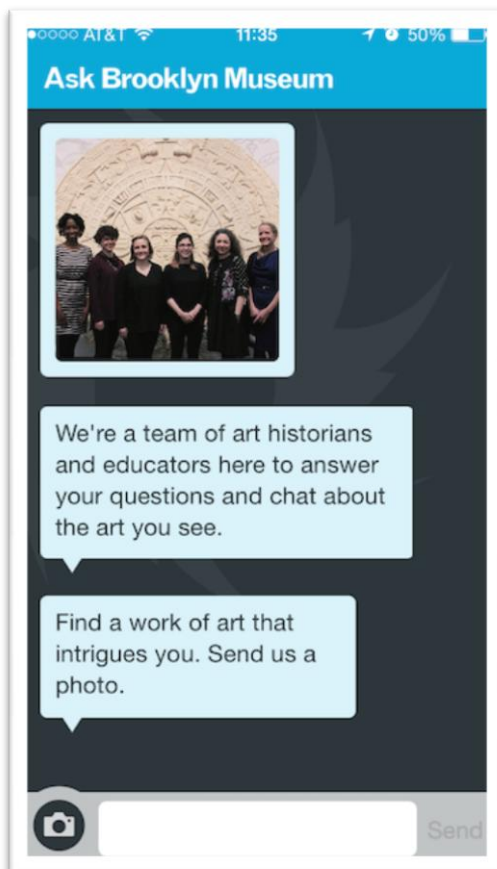 AT&T 11:35 50%
Ask Brooklyn Museum
We're a team of art historians
and educators here to answer
your questions and chat about
the art you see.
Find a work of art that
intrigues you. Send us a
photo.
Send